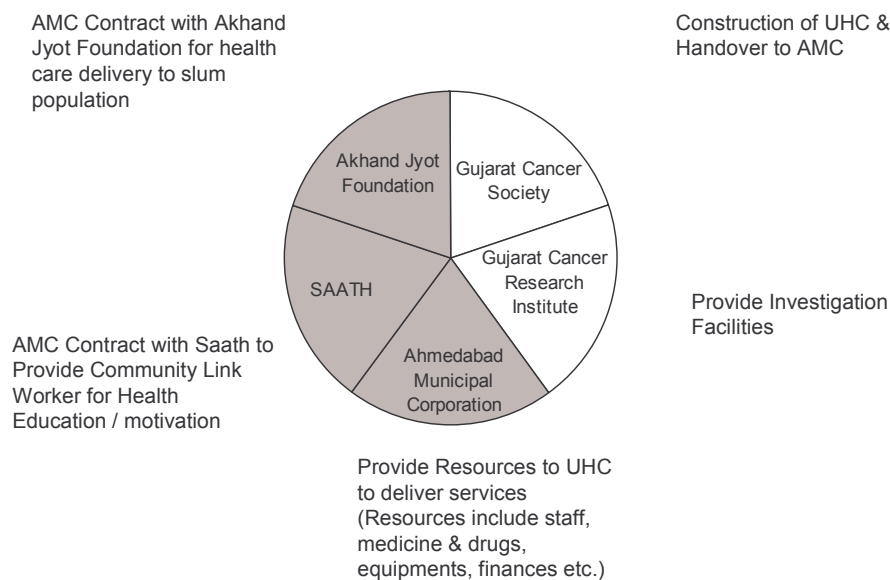 AMC Contract with Akhand
Jyot Foundation for health
care delivery to slum
population
Construction of UHC &
Handover to AMC
Akhand Jyot
Foundation
Gujarat Cancer
Society
SAATH
Gujarat Cancer
Research
Institute
Provide Investigation
Facilities
AMC Contract with Saath to
Provide Community Link
Worker for Health
Education / motivation
Ahmedabad
Municipal
Corporation
Provide Resources to UHC
to deliver services
(Resources include staff,
medicine & drugs,
equipments, finances etc.)